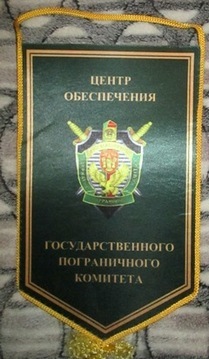 ЦЕНТР
ОБЕСПЕЧЕНИЯ
ГОСУДАРСТВЕННОГО
ПОГРАНИЧНОГО
КОМИТЕТА